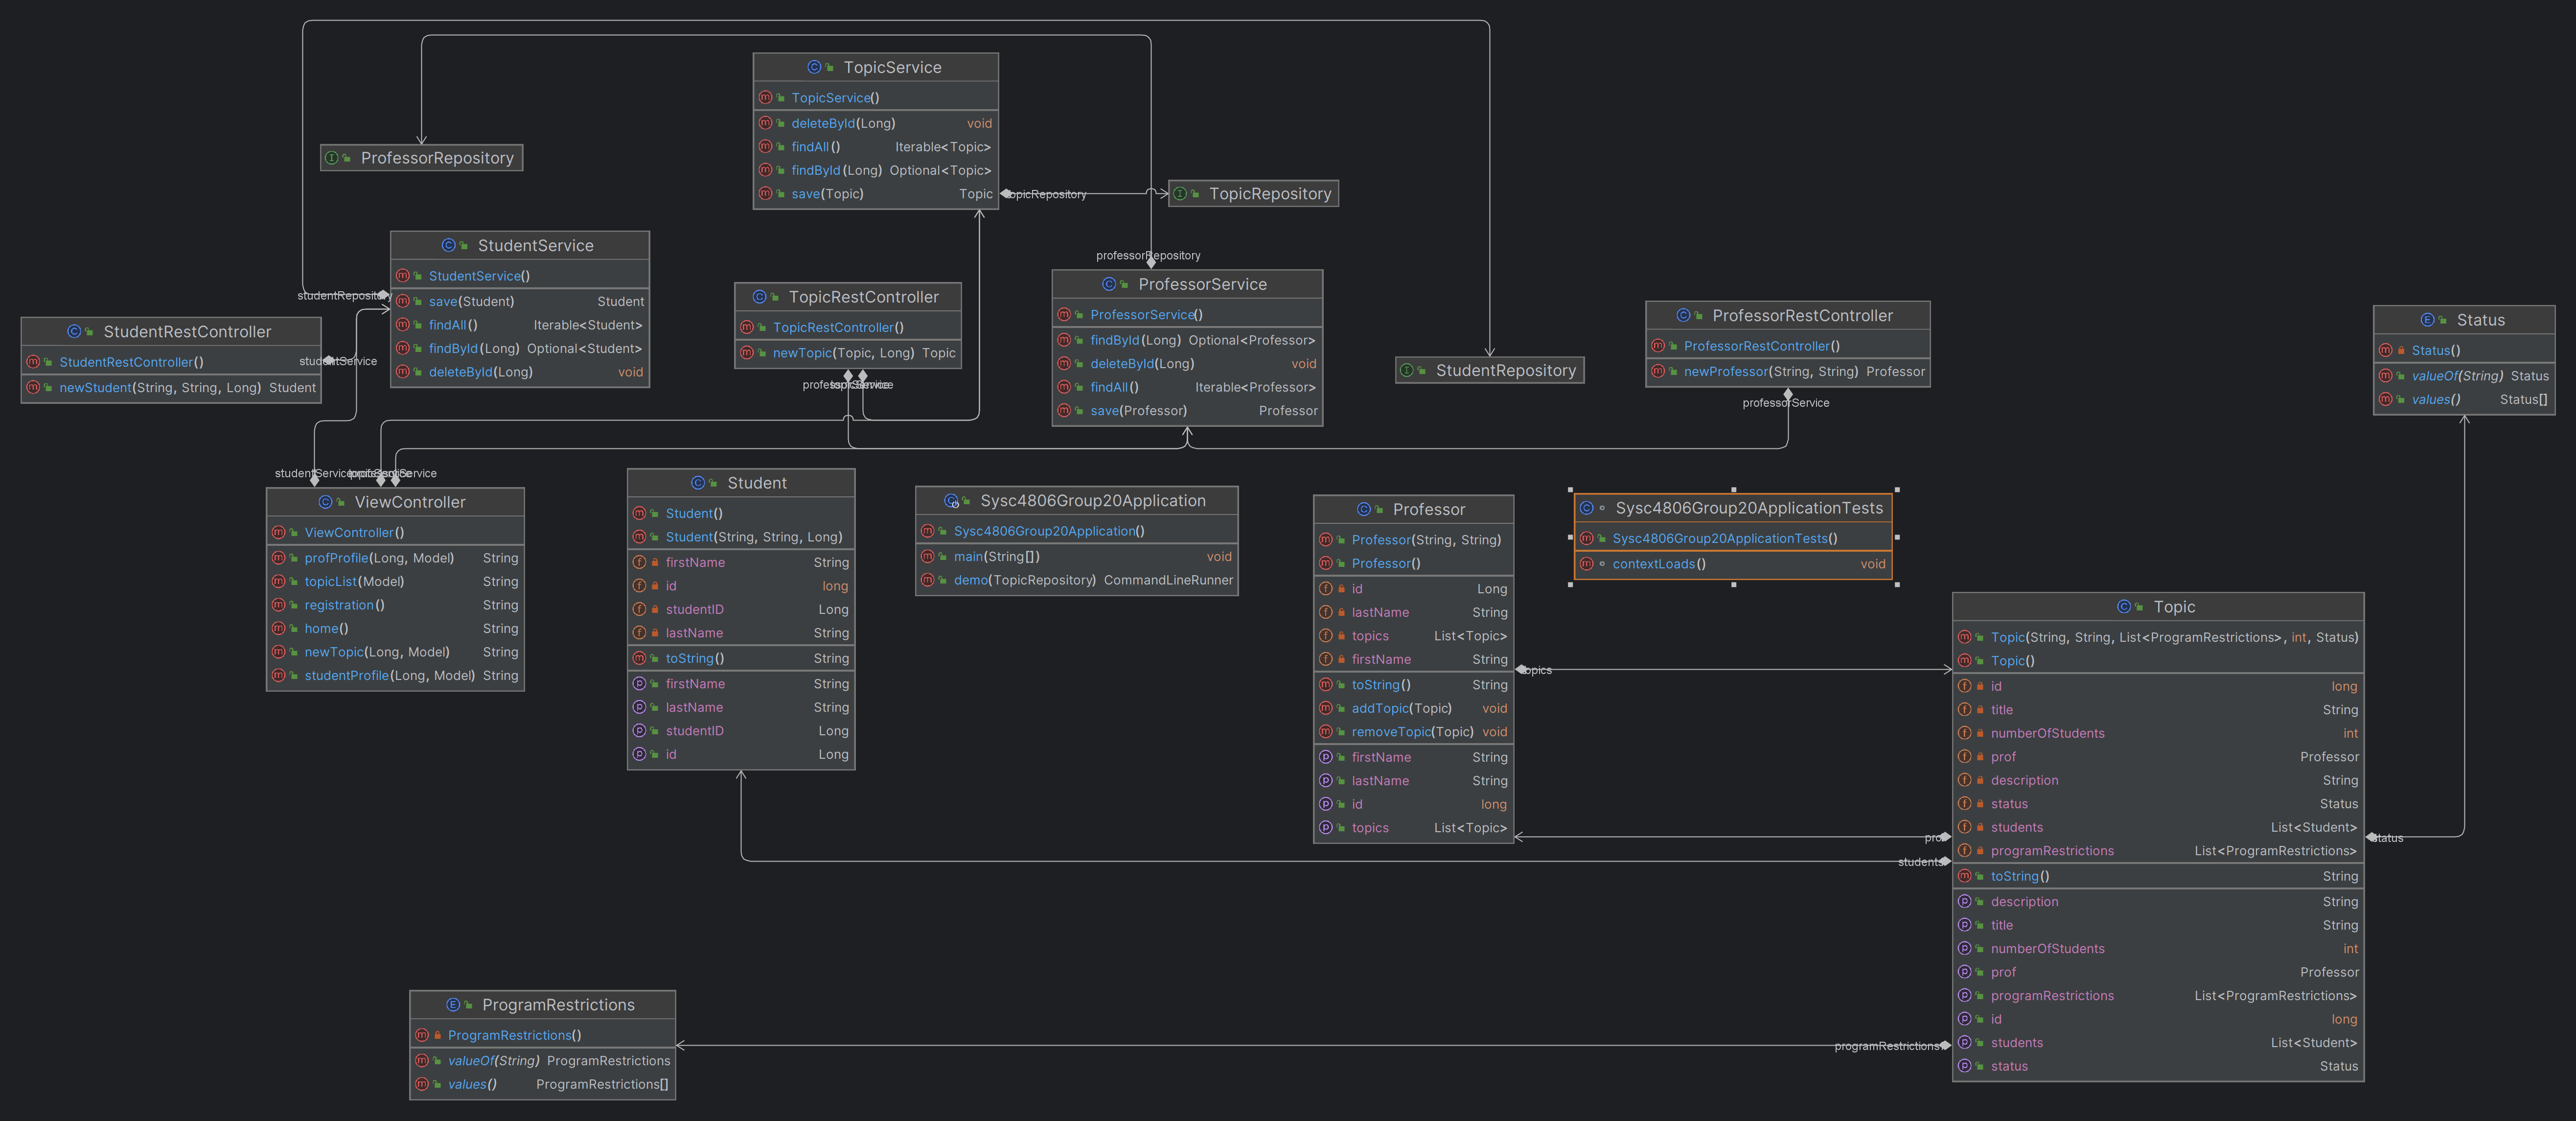 TopicService
TopicService()
deleteById(Long) void
findAll() Iterable<Topic>
findById(Long) Optional<Topic>
save(Topic) Topic
topicRepository
TopicRepository
ProfessorRepository
StudentService
StudentService()
save(Student) Student
findAll() Iterable<Student>
findById(Long) Optional<Student>
deleteById(Long) void
studentRepository
StudentRestController
StudentRestController()
newStudent(String, String, Long) Student
studentService
TopicRestController
TopicRestController()
newTopic(Topic, Long) Topic
professorService
topicService
professorRepository
ProfessorService
ProfessorService()
findById(Long) Optional<Professor>
deleteById(Long) void
findAll() Iterable<Professor>
save(Professor) Professor
StudentRepository
ProfessorRestController
ProfessorRestController()
newProfessor(String, String) Professor
professorService
Status
Status()
valueOf(String) Status
values() Status[]
studentService
topicService
professorService
ViewController
ViewController()
profProfile(Long, Model) String
topicList(Model) String
registration() String
home() String
newTopic(Long, Model) String
studentProfile(Long, Model) String
Student
Student()
Student(String, String, Long)
firstName String
id long
studentID Long
lastName String
toString() String
firstName String
lastName String
studentID Long
id Long
Sysc4806Group20Application
Sysc4806Group20Application()
main(String[]) void
demo(TopicRepository) CommandLineRunner
Professor
Professor(String, String)
Professor()
id Long
lastName String
topics List<Topic>
firstName String
toString() String
addTopic(Topic) void
removeTopic(Topic) void
firstName String
lastName String
id long
topics List<Topic>
topics
Sysc4806Group20ApplicationTests
Sysc4806Group20ApplicationTests()
contextLoads() void
Topic
Topic(String, String, List<ProgramRestrictions>, int, Status)
Topic()
id long
title String
numberOfStudents int
prof Professor
description String
status Status
students List<Student>
programRestrictions List<ProgramRestrictions>
toString() String
description String
title String
numberOfStudents int
prof Professor
programRestrictions List<ProgramRestrictions>
id long
students List<Student>
status Status
prof
status
students
programRestrictions
ProgramRestrictions
ProgramRestrictions()
valueOf(String) ProgramRestrictions
values() ProgramRestrictions[]